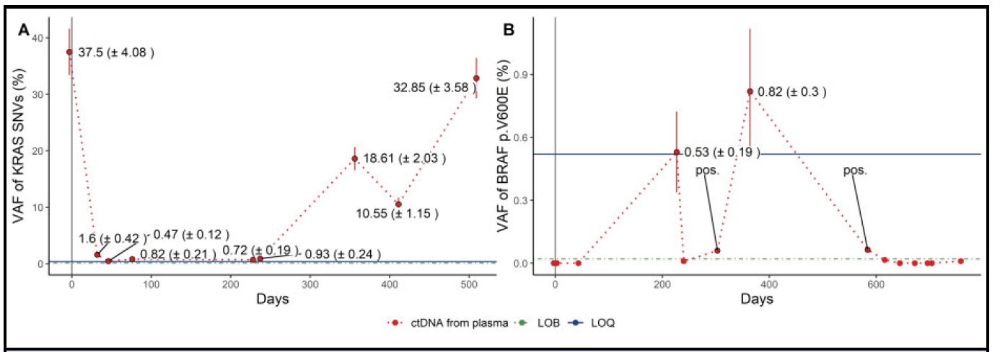 A
VAF of KRAS SNVs (%)
40
30
20
10
0
37.5 (± 4.08 )
1.6 (± 0.42 )
0.47 (± 0.12 )
0.82 (± 0.21 )
0.72 (± 0.19 )
0.93 (± 0.24 )
18.61 (± 2.03 )
10.55 (± 1.15 )
32.85 (± 3.58 )
0
100
200
300
400
500
Days
B
VAF of BRAF p.V600E (%)
0.9
0.6
0.3
0.0
0.53 (± 0.19 )
pos.
0.82 (± 0.3 )
pos.
0
200
400
600
Days
ctDNA from plasma
LOB
LOQ